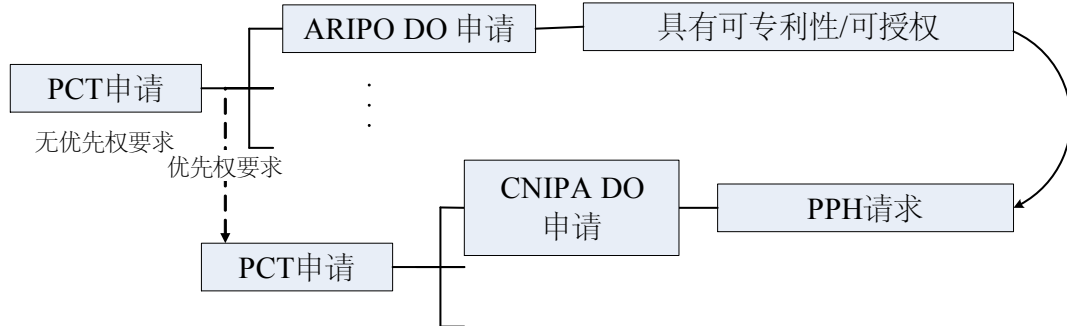 ARIPO DO 申请
具有可专利性/可授权
PCT申请
无优先权要求
优先权要求
CNIPA DO
申请
PPH请求
PCT申请